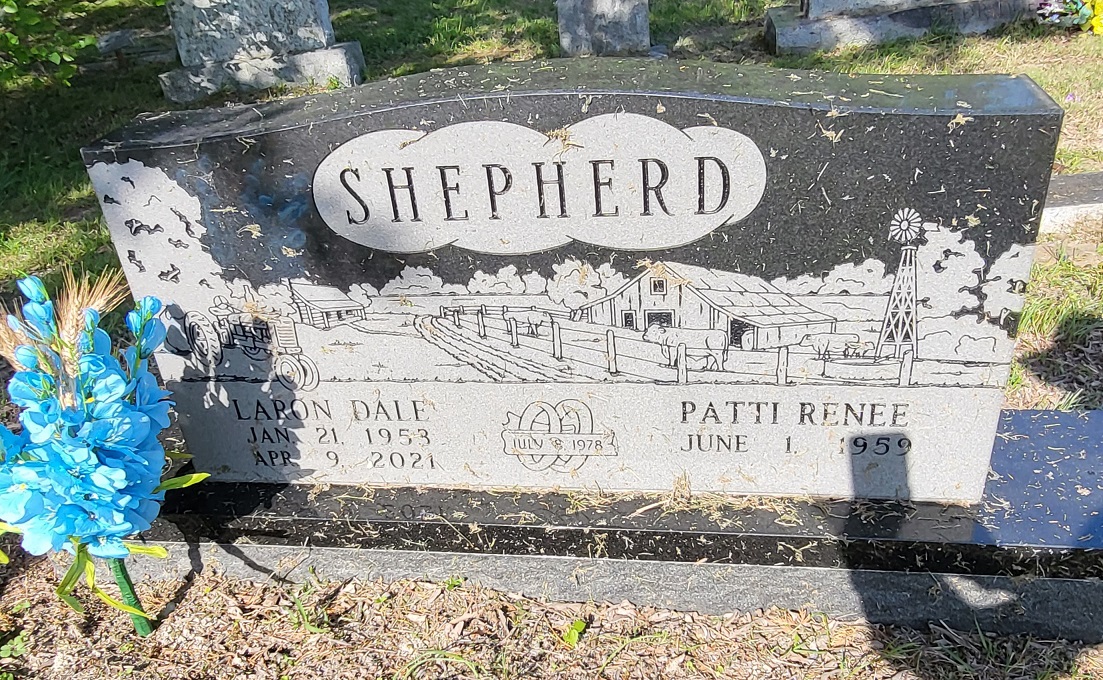 SHEPHERD
LARON DALE
JAN. 21, 1953
APR. 9, 2021
JULY 8, 1978
PATTI RENEE
JUNE 1, 1959